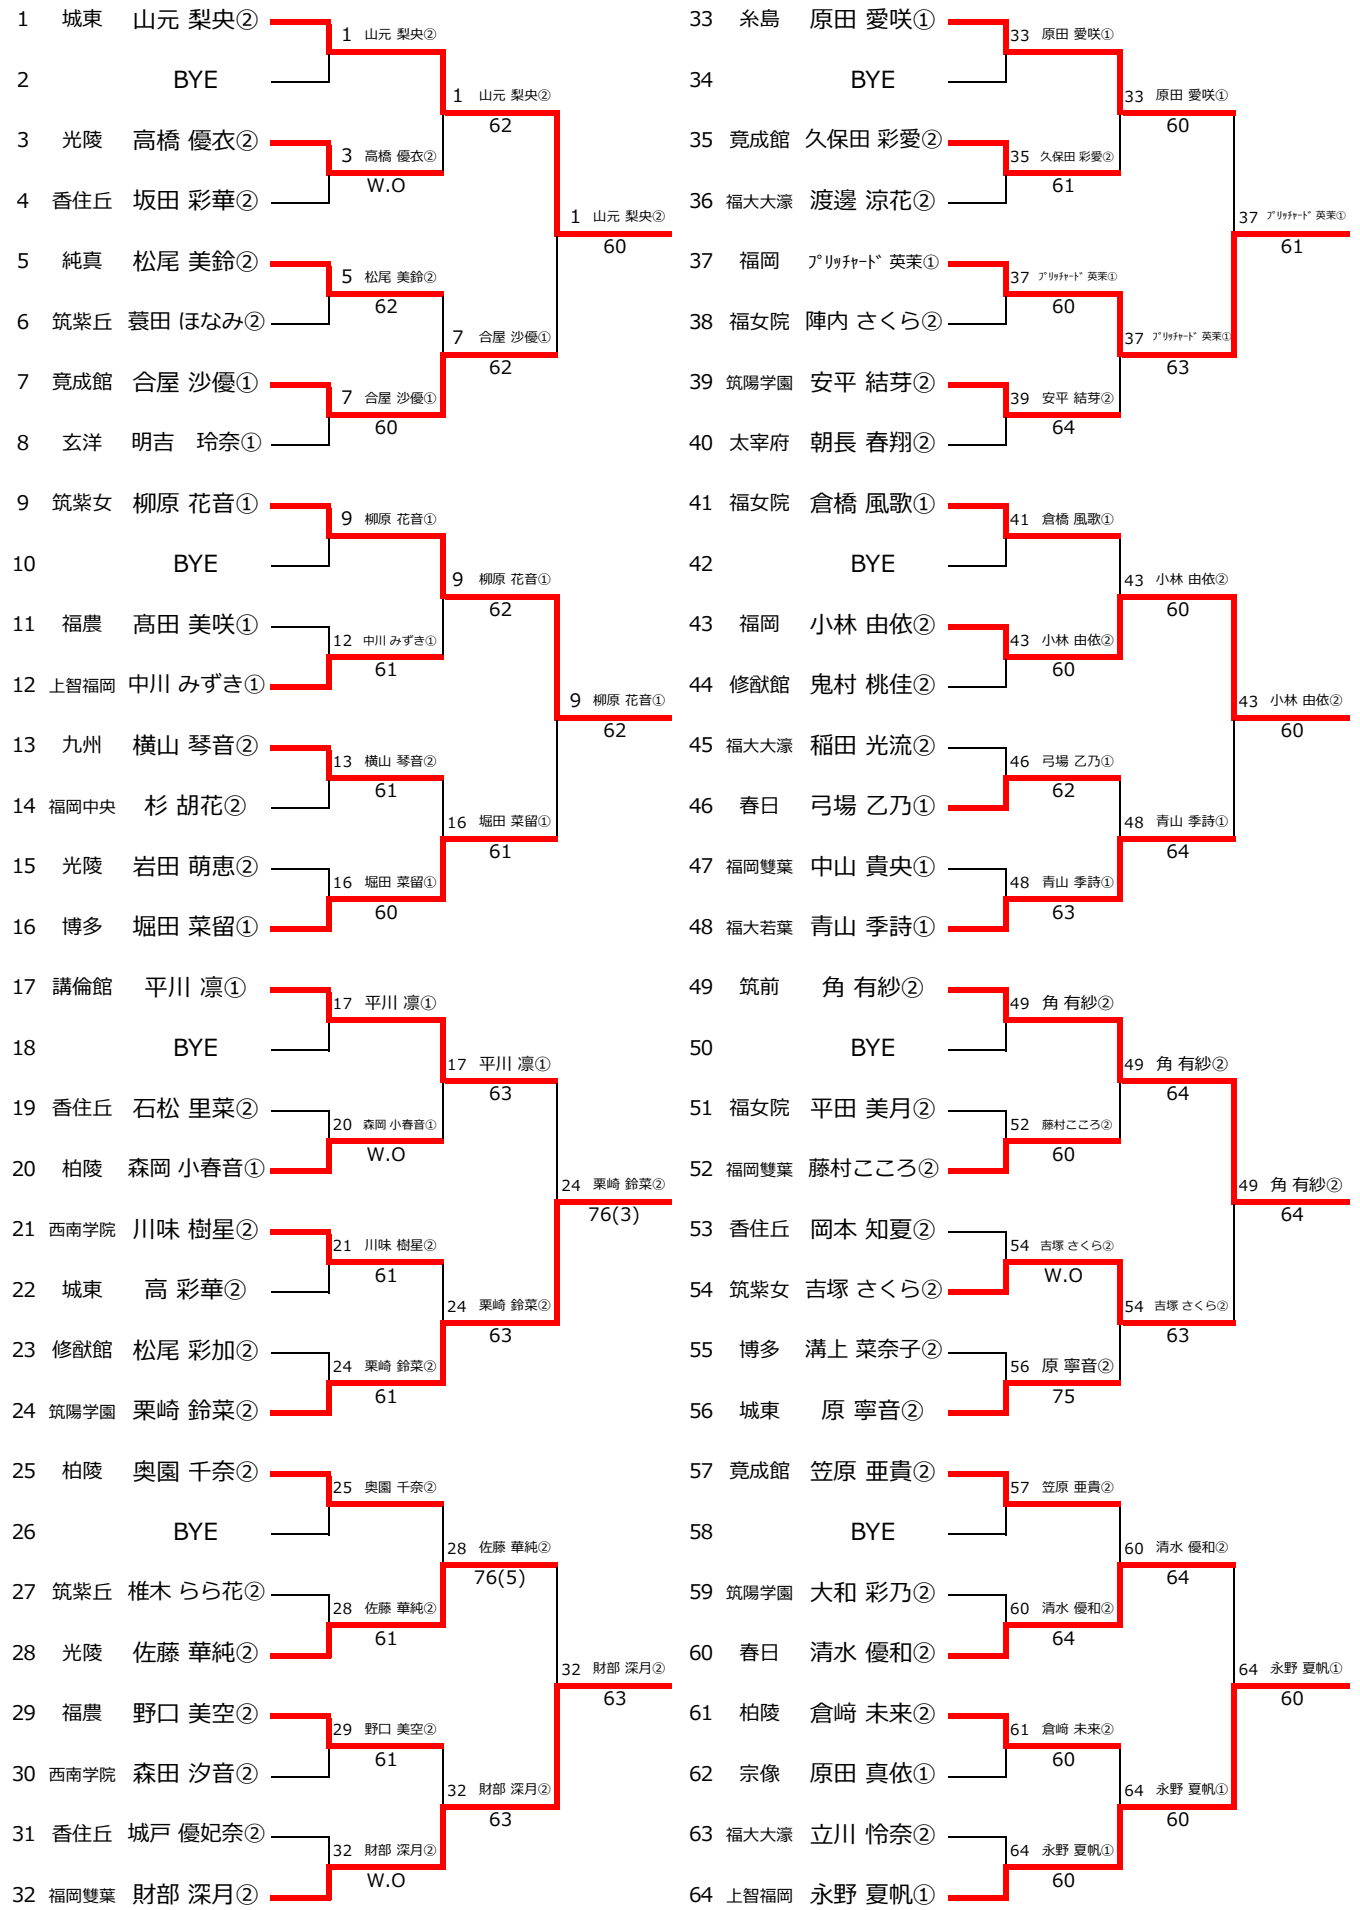 1 城東 山元 梨央②
1 山元 梨央②
2 BYE
1 山元 梨央②
62
3 光陵 高橋 優衣②
3 高橋 優衣②
W.O
4 香住丘 坂田 彩華②
1 山元 梨央②
60
5 純真 松尾 美鈴②
5 松尾 美鈴②
62
6 筑紫丘 蓑田 ほなみ②
7 合屋 沙優①
62
7 竟成館 合屋 沙優①
7 合屋 沙優①
60
8 玄洋 明吉 玲奈①
9 筑紫女 柳原 花音①
9 柳原 花音①
10 BYE
9 柳原 花音①
62
11 福農 髙田 美咲①
12 中川 みずき①
61
12 上智福岡 中川 みずき①
9 柳原 花音①
62
13 九州 横山 琴音②
13 横山 琴音②
61
14 福岡中央 杉 胡花②
16 堀田 菜留①
61
15 光陵 岩田 萌恵②
16 堀田 菜留①
60
16 博多 堀田 菜留①
17 講倫館 平川 凛①
17 平川 凛①
18 BYE
17 平川 凛①
63
19 香住丘 石松 里菜②
20 森岡 小春音①
W.O
20 柏陵 森岡 小春音①
24 栗崎 鈴菜②
76(3)
21 西南学院 川味 樹星②
21 川味 樹星②
61
22 城東 高 彩華②
24 栗崎 鈴菜②
63
23 修猷館 松尾 彩加②
24 栗崎 鈴菜②
61
24 筑陽学園 栗崎 鈴菜②
25 柏陵 奥園 千奈②
25 奥園 千奈②
26 BYE
28 佐藤 華純②
76(5)
27 筑紫丘 椎木 らら花②
28 佐藤 華純②
61
28 光陵 佐藤 華純②
32 財部 深月②
63
29 福農 野口 美空②
29 野口 美空②
61
30 西南学院 森田 汐音②
32 財部 深月②
63
31 香住丘 城戸 優妃奈②
32 財部 深月②
W.O
32 福岡雙葉 財部 深月②
33 糸島 原田 愛咲①
33 原田 愛咲①
34 BYE
33 原田 愛咲①
60
35 竟成館 久保田 彩愛②
35 久保田 彩愛②
61
36 福大大濠 渡邊 涼花②
37 ﾌﾟﾘｯﾁｬｰﾄﾞ 英茉①
61
37 福岡 ﾌﾟﾘｯﾁｬｰﾄﾞ 英茉①
37 ﾌﾟﾘｯﾁｬｰﾄﾞ 英茉①
60
38 福女院 陣内 さくら②
37 ﾌﾟﾘｯﾁｬｰﾄﾞ 英茉①
63
39 筑陽学園 安平 結芽②
39 安平 結芽②
64
40 太宰府 朝長 春翔②
41 福女院 倉橋 風歌①
41 倉橋 風歌①
42 BYE
43 小林 由依②
60
43 福岡 小林 由依②
43 小林 由依②
60
44 修猷館 鬼村 桃佳②
43 小林 由依②
60
45 福大大濠 稲田 光流②
46 弓場 乙乃①
62
46 春日 弓場 乙乃①
48 青山 季詩①
64
47 福岡雙葉 中山 貴央①
48 青山 季詩①
63
48 福大若葉 青山 季詩①
49 筑前 角 有紗②
49 角 有紗②
50 BYE
49 角 有紗②
64
51 福女院 平田 美月②
52 藤村こころ②
60
52 福岡雙葉 藤村こころ②
49 角 有紗②
64
53 香住丘 岡本 知夏②
54 吉塚 さくら②
W.O
54 筑紫女 吉塚 さくら②
54 吉塚 さくら②
63
55 博多 溝上 菜奈子②
56 原 寧音②
75
56 城東 原 寧音②
57 竟成館 笠原 亜貴②
57 笠原 亜貴②
58 BYE
60 清水 優和②
64
59 筑陽学園 大和 彩乃②
60 清水 優和②
64
60 春日 清水 優和②
64 永野 夏帆①
60
61 柏陵 倉﨑 未来②
61 倉﨑 未来②
60
62 宗像 原田 真依①
64 永野 夏帆①
60
63 福大大濠 立川 怜奈②
64 永野 夏帆①
60
64 上智福岡 永野 夏帆①